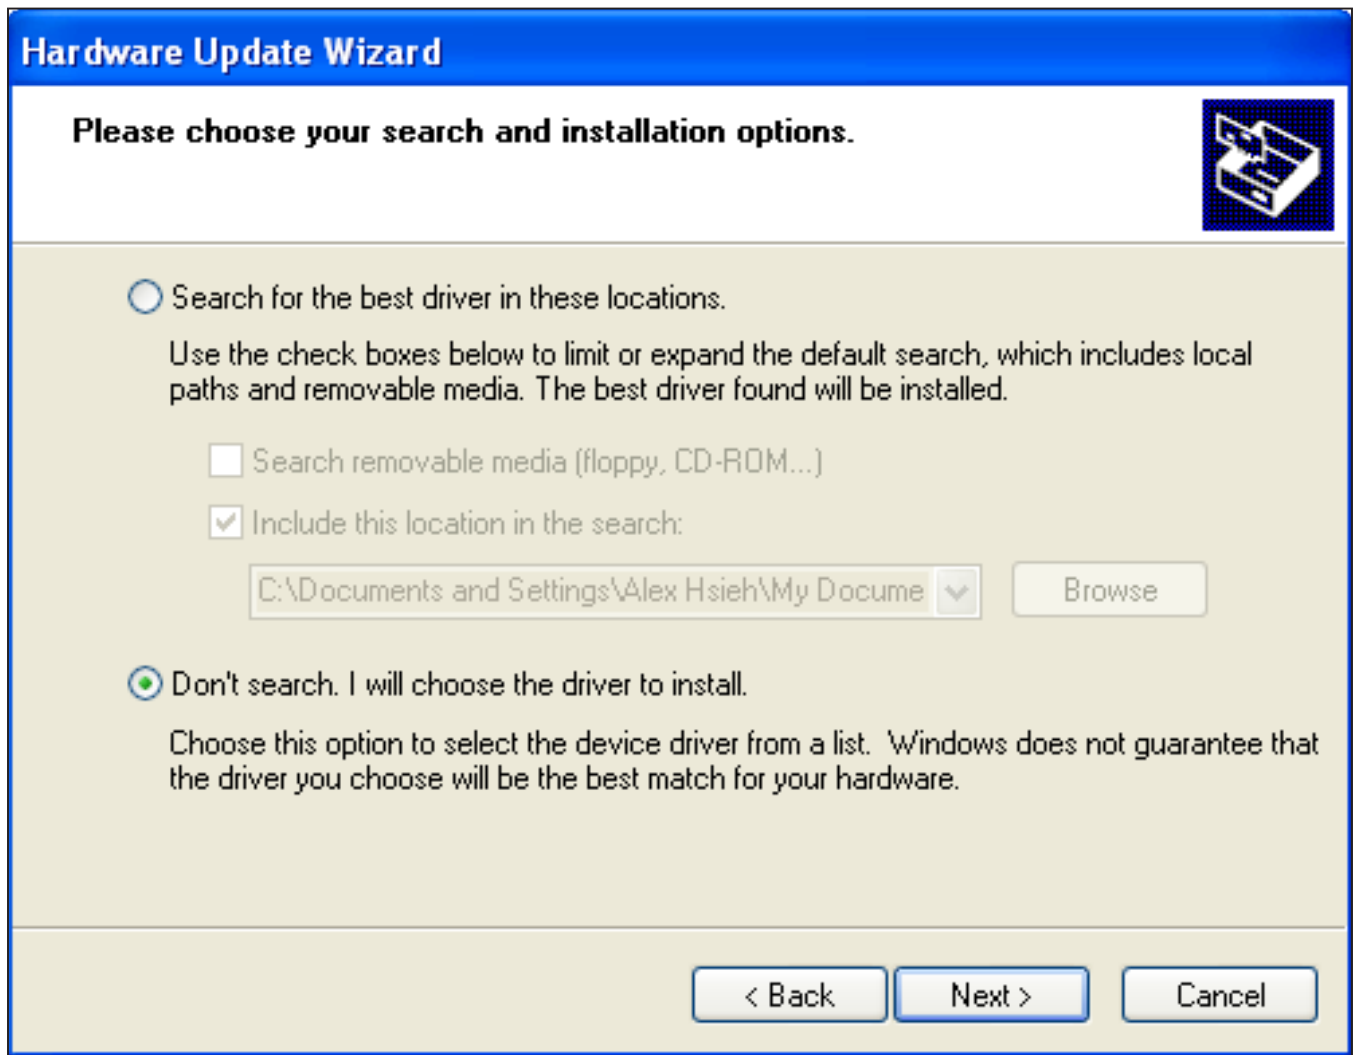 Hardware Update Wizard
Please choose your search and installation options.
Search for the best driver in these locations.
Use the check boxes below to limit or expand the default search, which includes local
paths and removable media. The best driver found will be installed.
Search removable media (floppy, CD-ROM...)
Include this location in the search:
C:\Documents and Settings\Alex Hsieh\My Docume
Browse
Don't search. I will choose the driver to install.
Choose this option to select the device driver from a list.  Windows does not guarantee that
the driver you choose will be the best match for your hardware.
< Back Next > Cancel